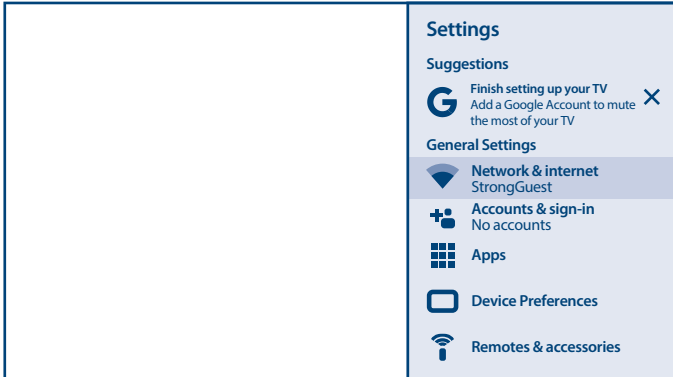 Settings
Suggestions
Finish setting up your TV
Add a Google Account to mute
the most of your TV
General Settings
Network & internet
StrongGuest
Accounts & sign-in
No accounts
Apps
Device Preferences
Remotes & accessories